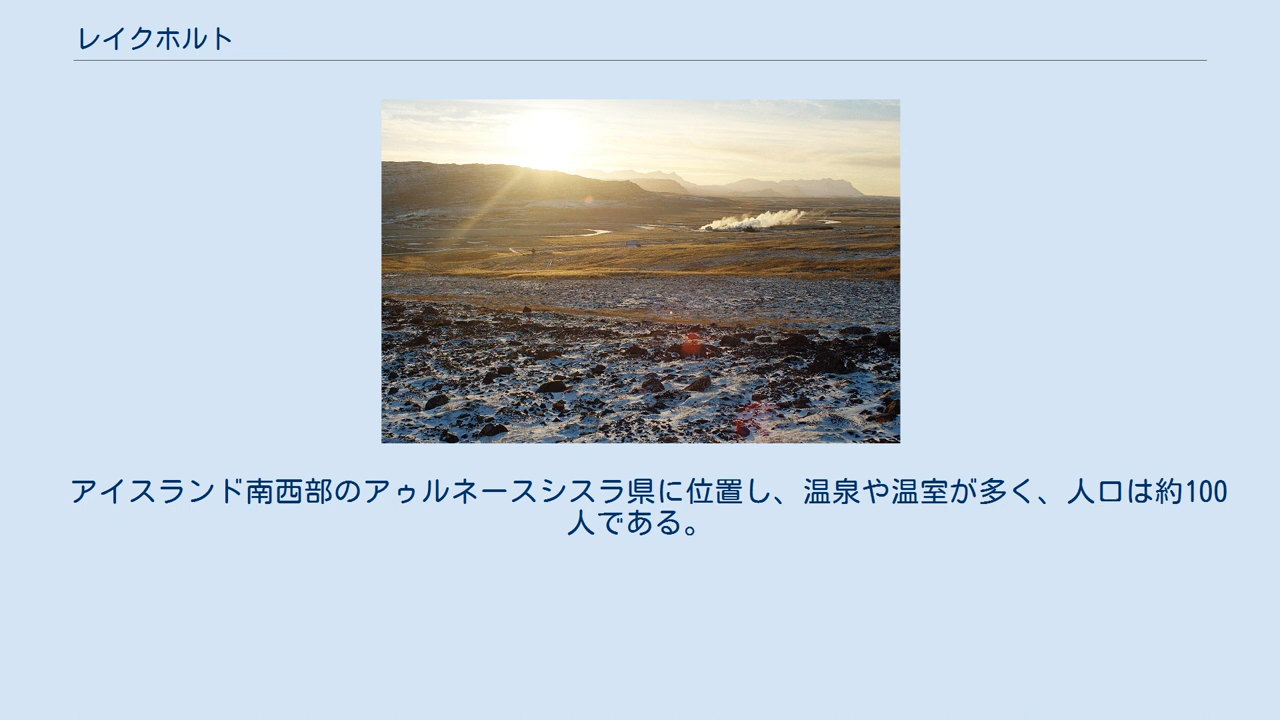 レイクホルト
アイスランド南西部のアゥルネースシスラ県に位置し、温泉や温室が多く、人口は約100
人である。